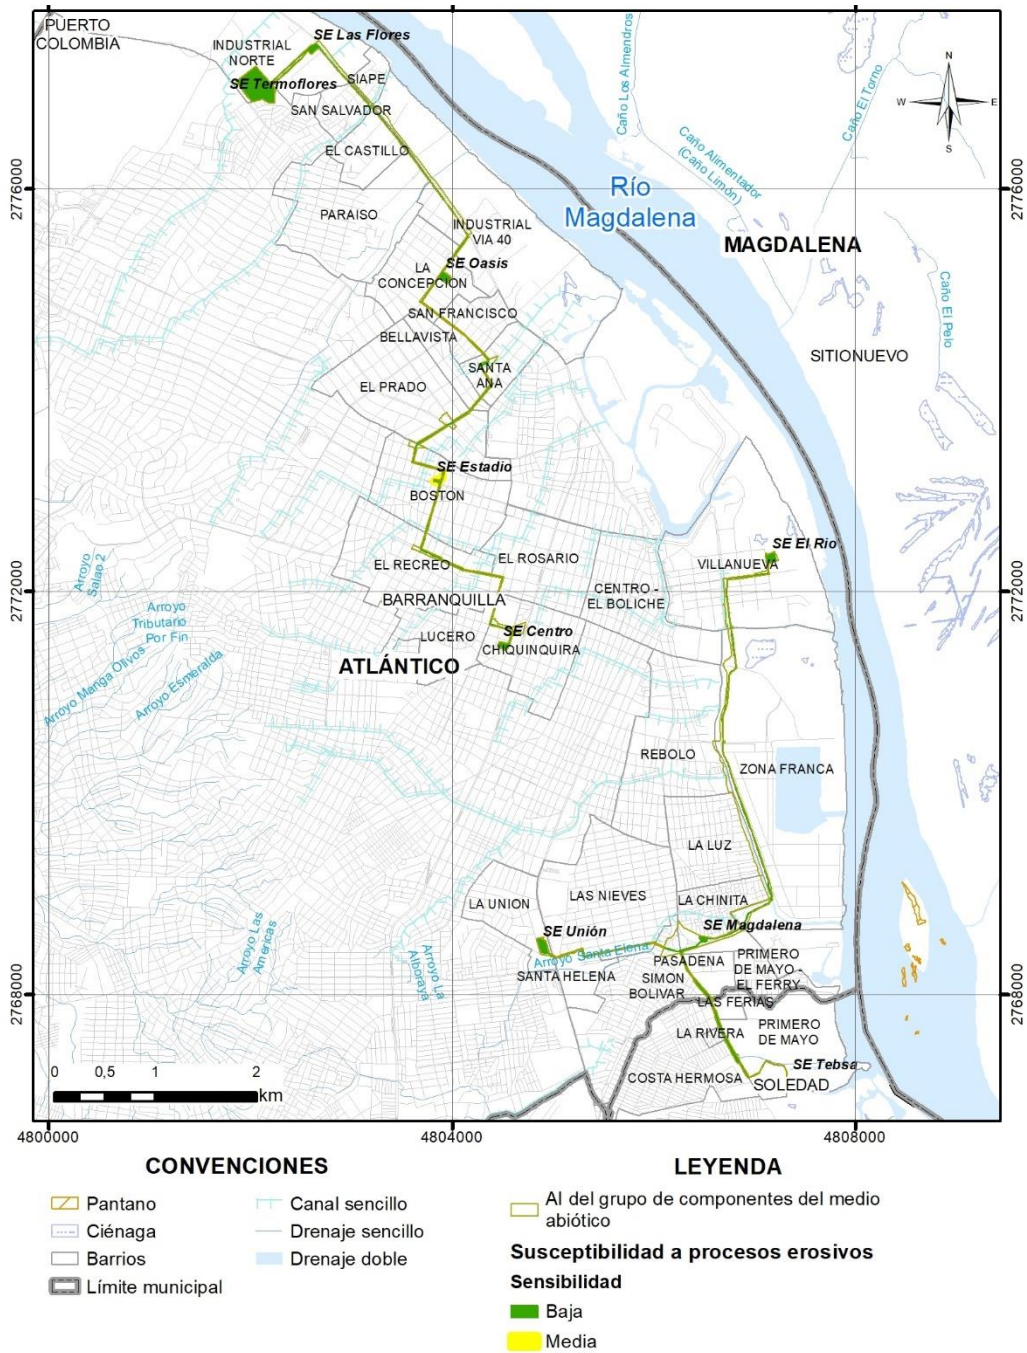 PUERTO
COLOMBIA
INDUSTRIAL
NORTE
SE Las Flores
SE Termoflores
SIAPE
SAN SALVADOR
EL CASTILLO
PARAISO
INDUSTRIAL
VIA 40
SE Oasis
LA
CONCEPCION
SAN FRANCISCO
BELLAVISTA
SANTA
ANA
EL PRADO
SE Estadio
BOSTON
EL RECREO
EL ROSARIO
BARRANQUILLA
LUCERO
SE Centro
CHIQUINQUIRA
ATLÁNTICO
CENTRO -
EL BOLICHE
SE El Rio
VILLANUEVA
REBOLO
ZONA FRANCA
LA LUZ
LAS NIEVES
LA UNION
LA CHINITA
SE Unión
SE Magdalena
Arroyo Santa Elena
SANTA HELENA
PASADENA
SIMON
BOLIVAR
PRIMERO
DE MAYO -
EL FERRY
LAS FERIAS
LA RIVERA
PRIMERO
DE MAYO
COSTA HERMOSA
SE Tebsa
SOLEDAD
Río
Magdalena
MAGDALENA
SITIONUEVO
Caño Los Almendros
Caño Alimentador
(Caño Limón)
Caño El Torno
Caño El Pelo
Arroyo
Salao 2
Arroyo
Tributario
Por Fin
Arroyo Manga Olivos
Arroyo Esmeralda
Arroyo Las
Americas
Arroyo La
Alboraya
N
W
E
S
2776000
2776000
2772000
2772000
2768000
2768000
0 0,5 1 2
km
4800000
4804000
4808000
CONVENCIONES
Pantano
Ciénaga
Barrios
Límite municipal
Canal sencillo
Drenaje sencillo
Drenaje doble
LEYENDA
AI del grupo de componentes del medio
abiótico
Susceptibilidad a procesos erosivos
Sensibilidad
Baja
Media